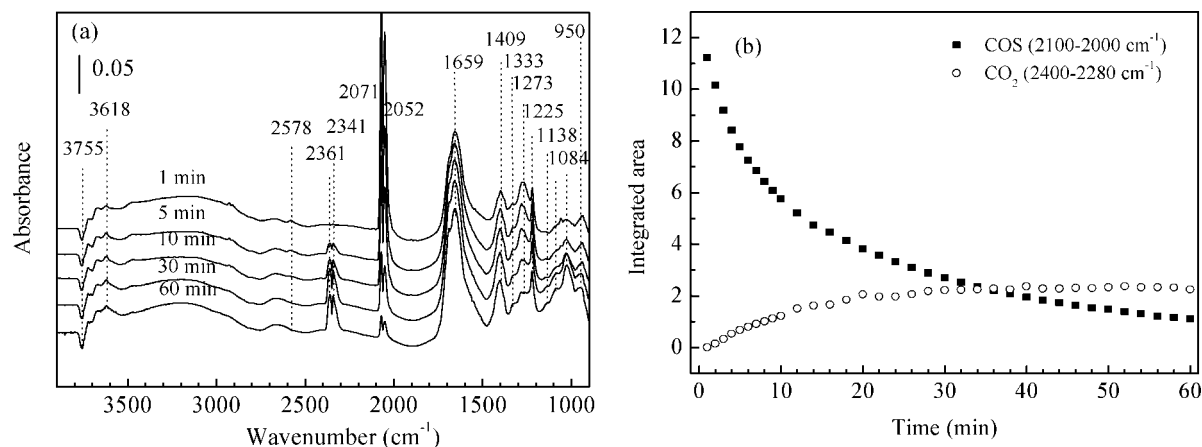 (a)
0.05
3755
3618
2578
2361
2341
2071
2052
1659
1409
1333
1273
1225
1138
1084
950
1 min
5 min
10 min
30 min
60 min
Absorbance
3500
3000
2500
2000
1500
1000
Wavenumber (cm⁻¹)
(b)
COS (2100-2000 cm⁻¹)
CO₂ (2400-2280 cm⁻¹)
Integrated area
12
10
8
6
4
2
0
0
10
20
30
40
50
60
Time (min)